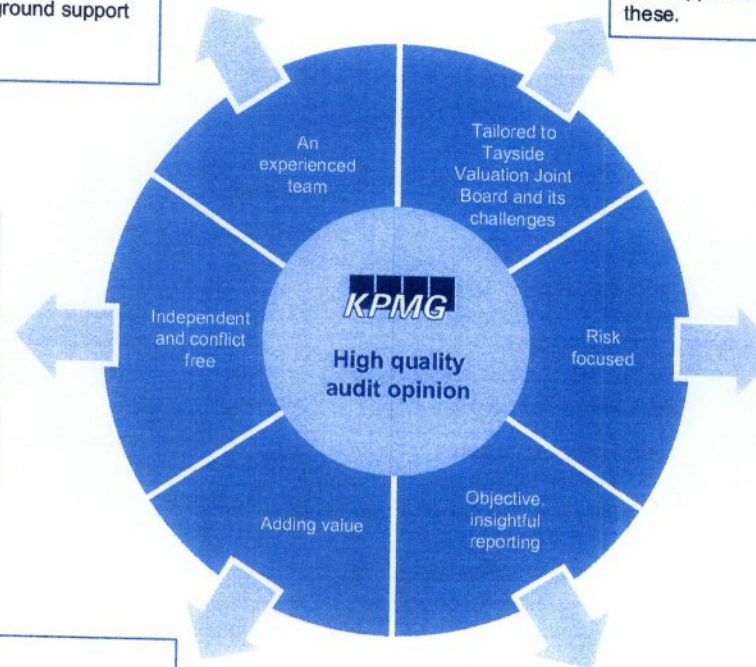 ground support
these.
An
experienced
team
Tailored to
Tayside
Valuation Joint
Board and its
challenges
Independent
and conflict
free
KPMG
High quality
audit opinion
Risk
focused
Adding value
Objective,
insightful
reporting